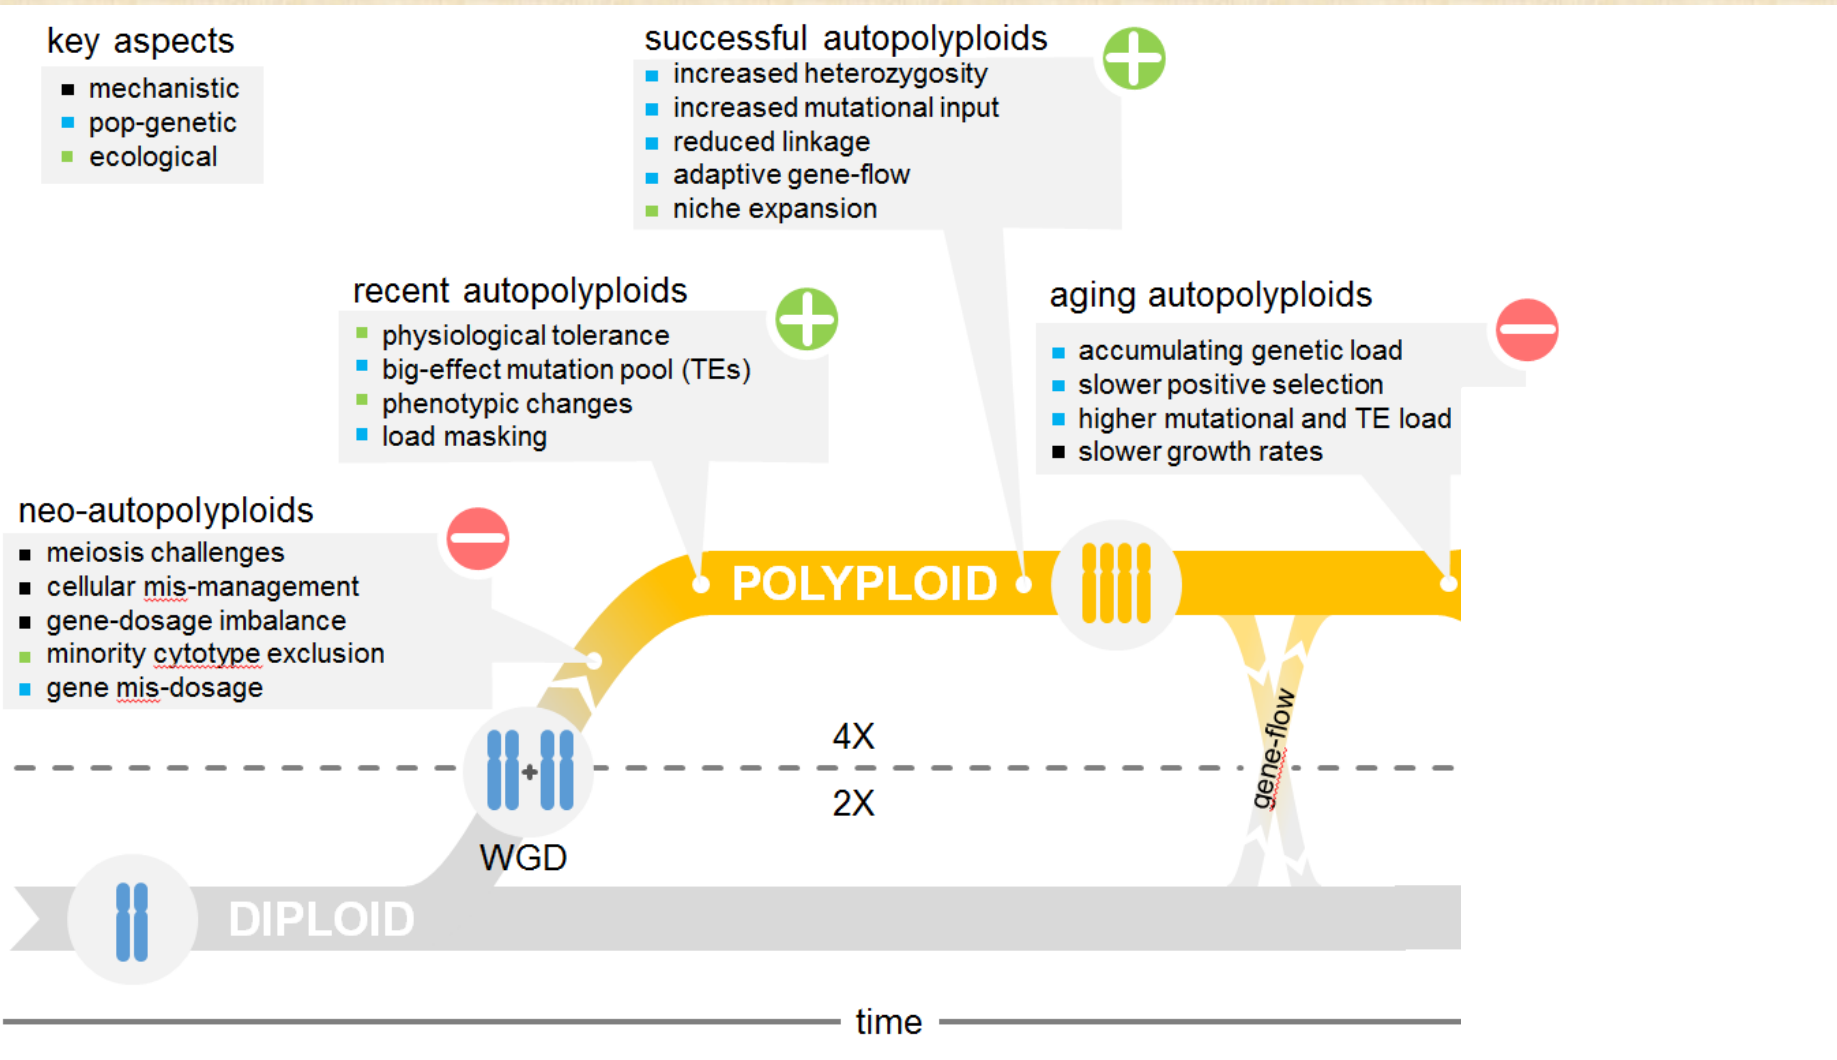 key aspects
mechanistic
pop-genetic
ecological
successful autopolyploids
increased heterozygosity
increased mutational input
reduced linkage
adaptive gene-flow
niche expansion
recent autopolyploids
physiological tolerance
big-effect mutation pool (TEs)
phenotypic changes
load masking
aging autopolyploids
accumulating genetic load
slower positive selection
higher mutational and TE load
slower growth rates
neo-autopolyploids
meiosis challenges
cellular mis-management
gene-dosage imbalance
minority cytotype exclusion
gene mis-dosage
POLYPLOID
gene-flow
4X
2X
WGD
DIPLOID
time